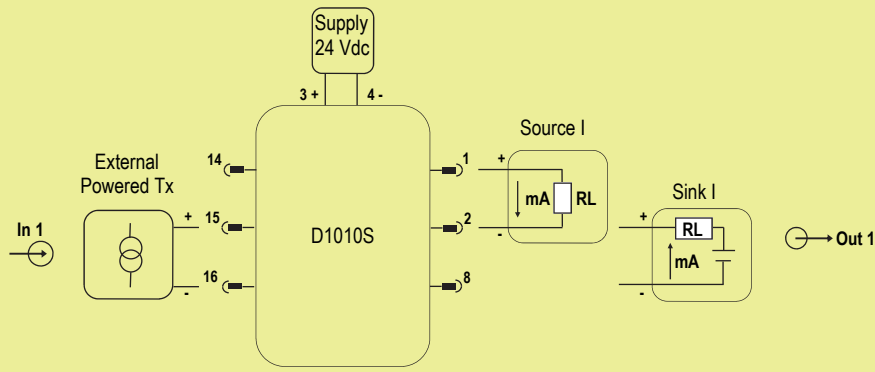 Supply
24 Vdc
3 +
4 -
Source I
External
Powered Tx
14
1
+
mA
RL
Sink I
In 1
+
15
D1010S
2
-
+
RL
Out 1
mA
16
-
8
-